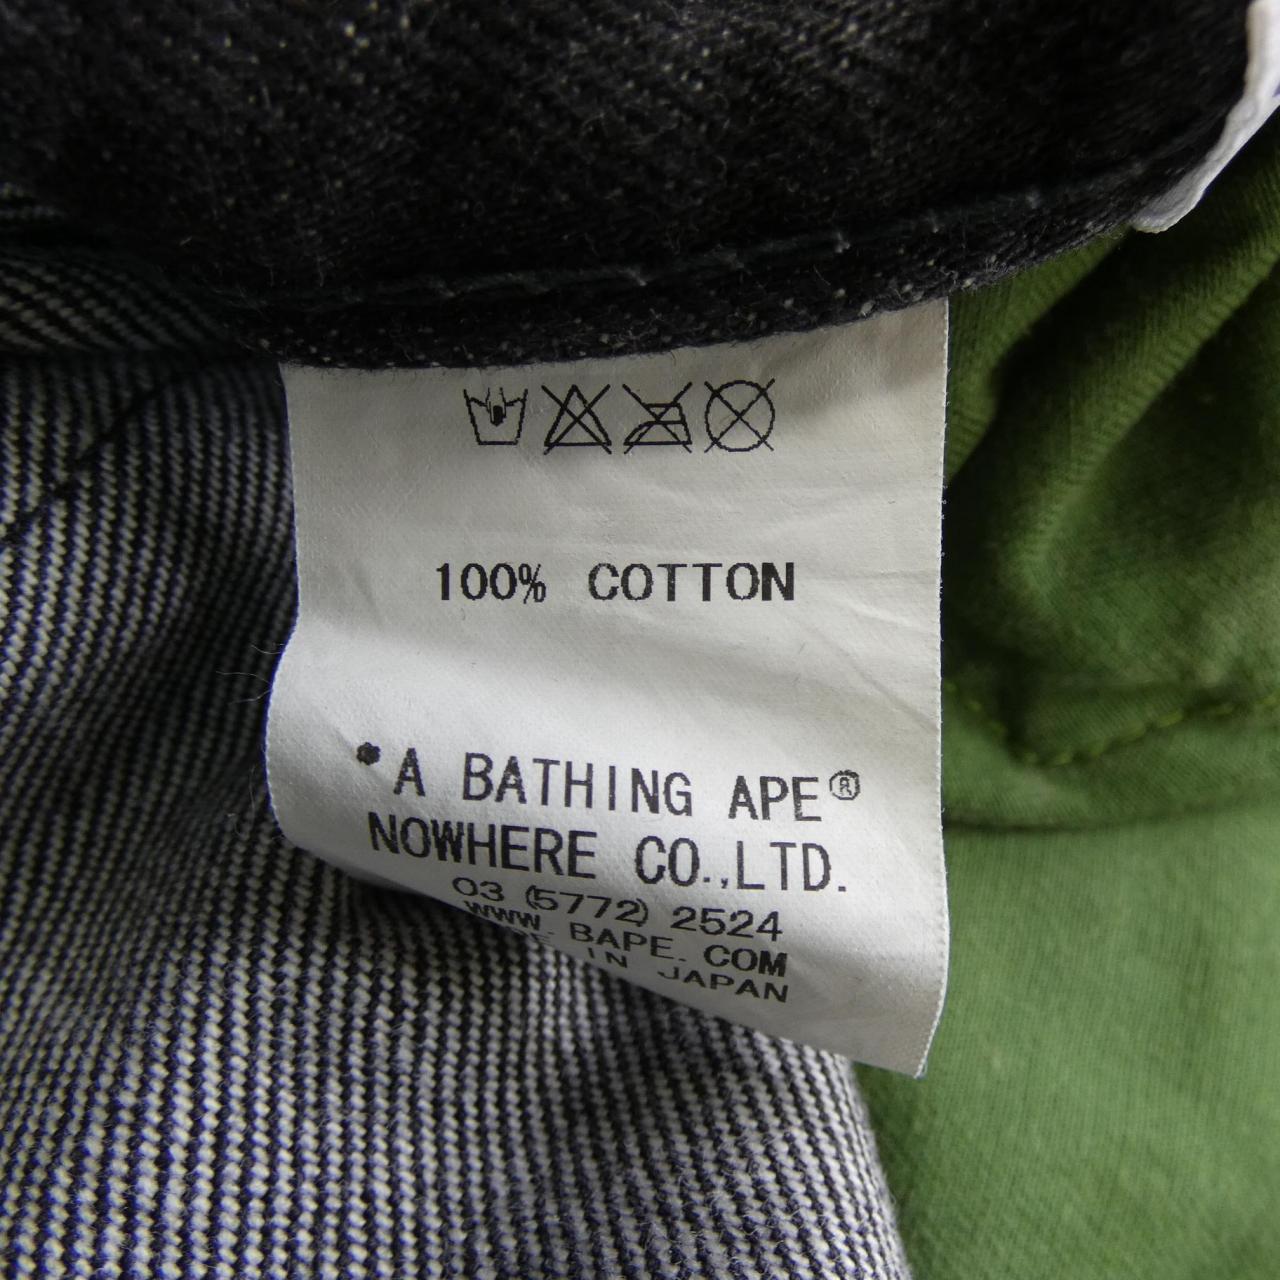 100% COTTON
*A BATHING APE®
NOWHERE CO.,LTD.
03 (5772) 2524
WWW.BAPE.COM
IN JAPAN